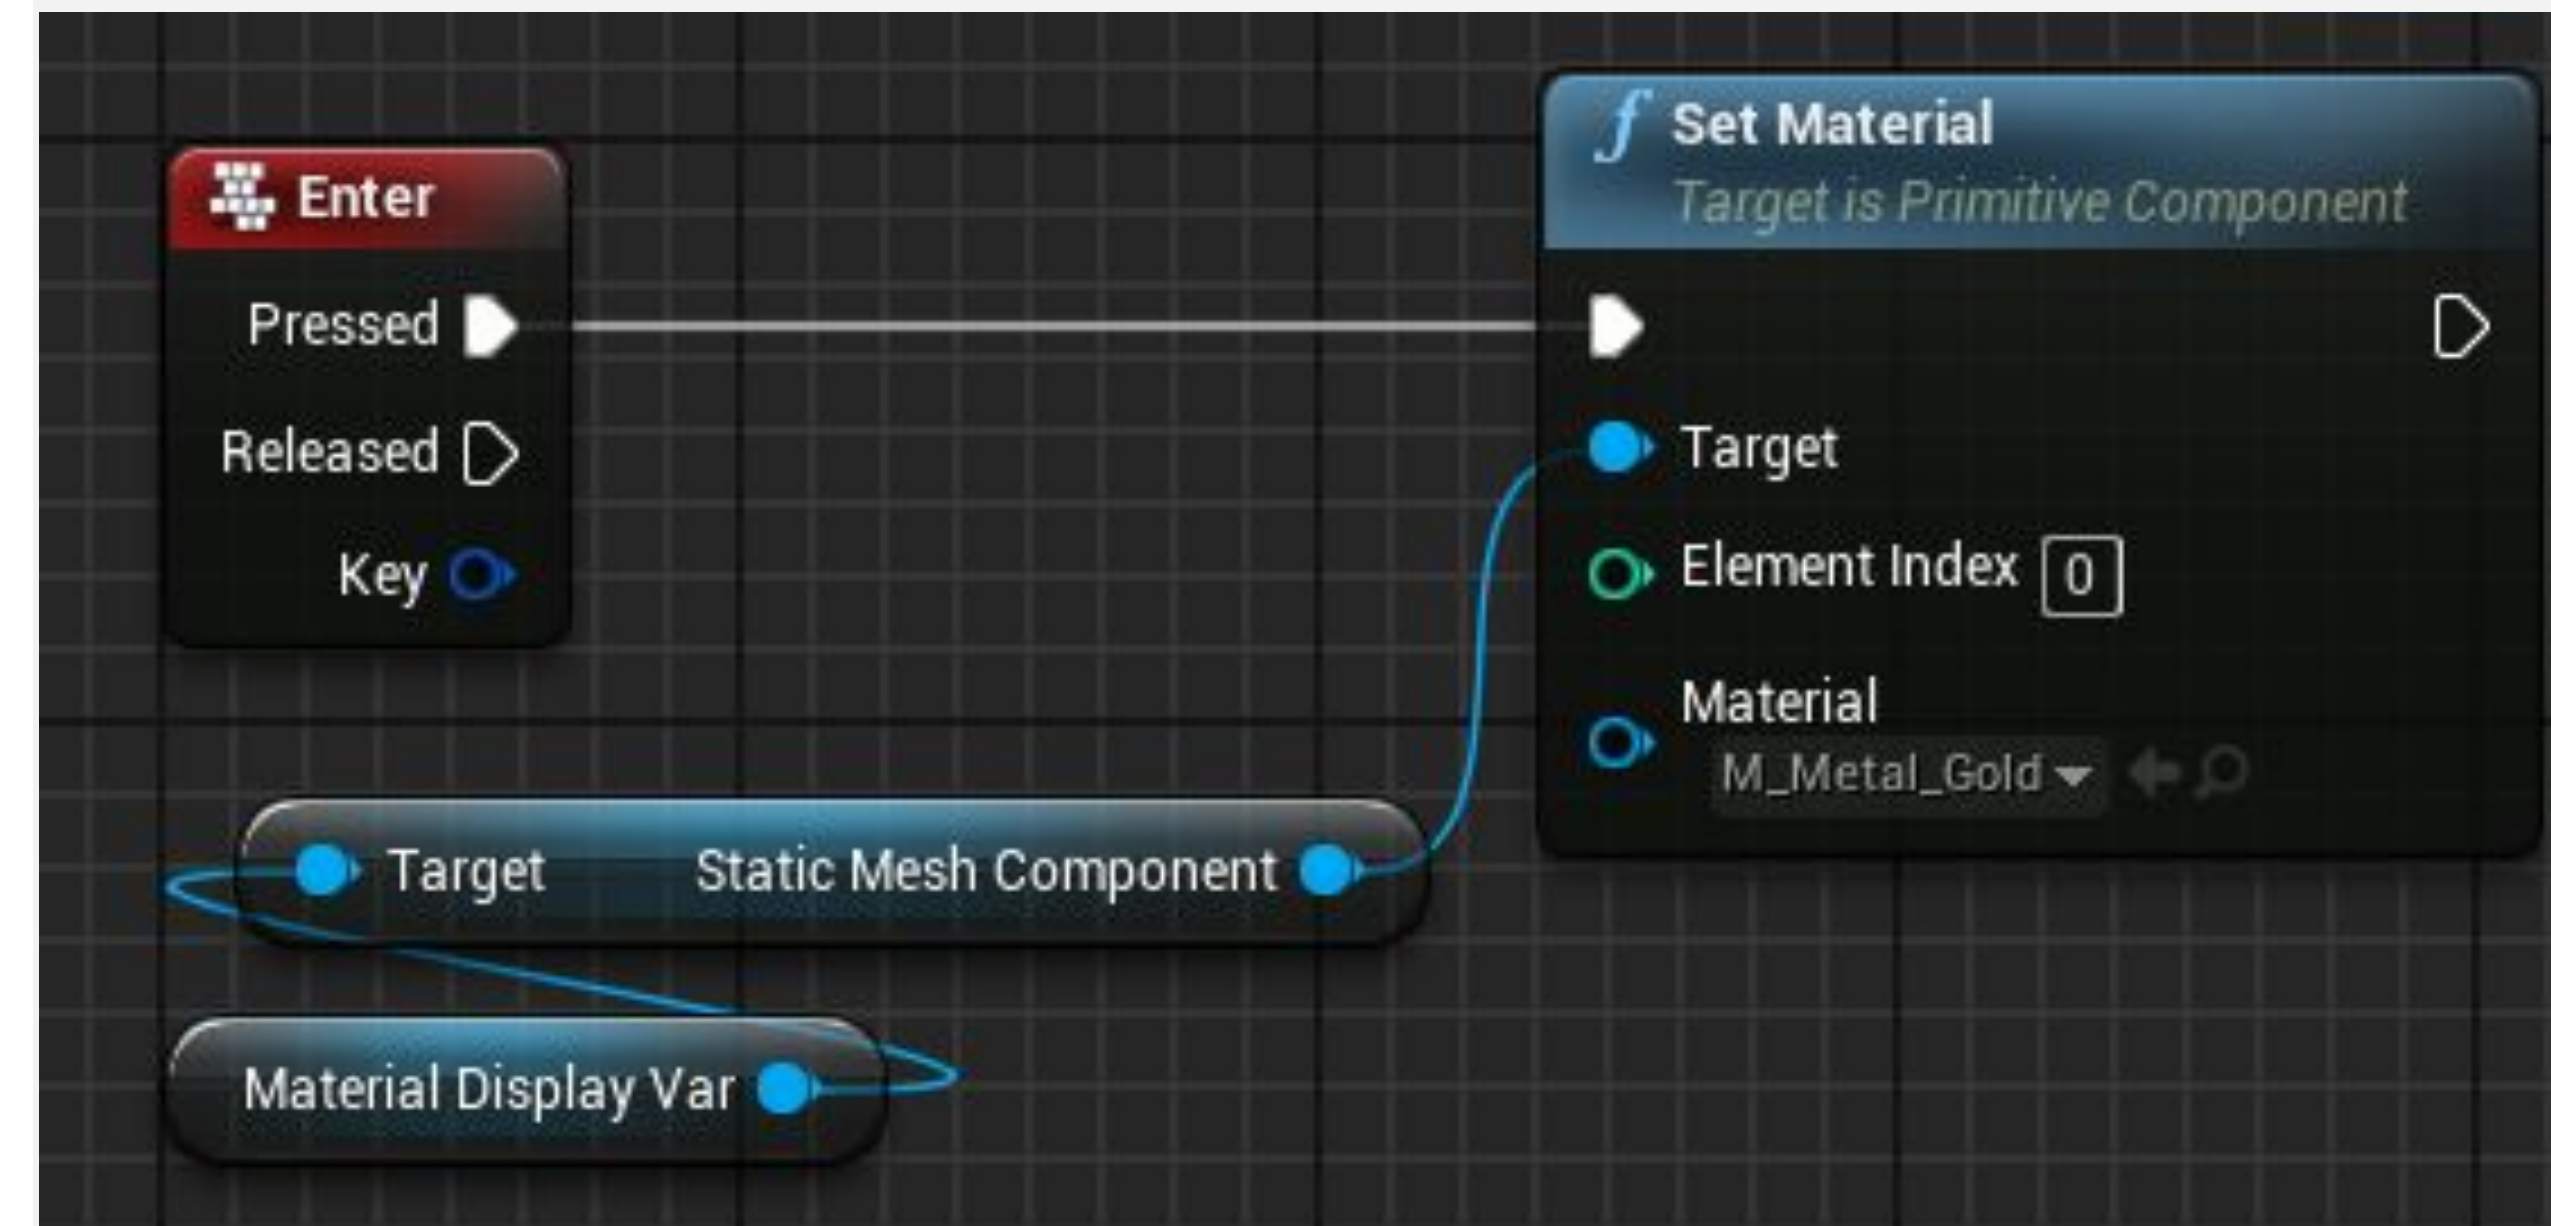 Enter
Pressed
Released
Key
Set Material
Target is Primitive Component
Target
Element Index 0
Material
M_Metal_Gold
Target Static Mesh Component
Material Display Var